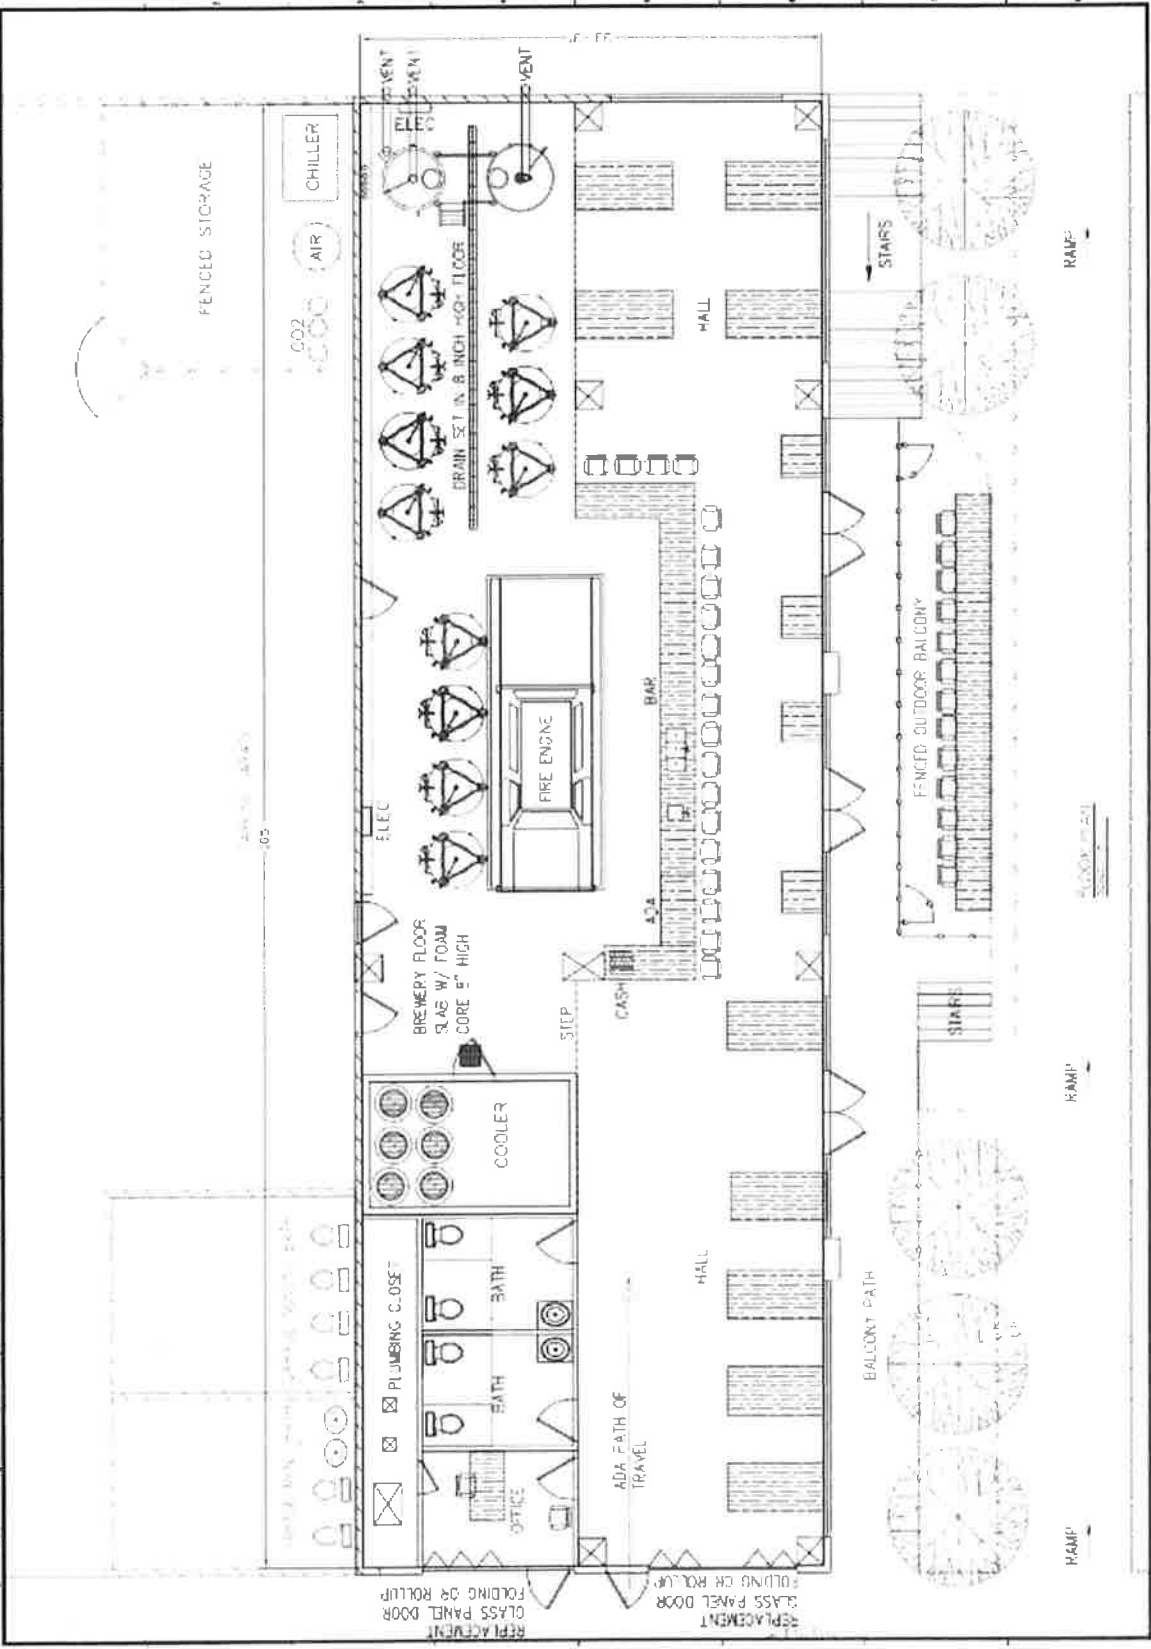 VENT
VENT
VENT
ELEC
CHILLER
AIR
CO2
FENCED STORAGE
DRAIN SET IN 8 INCH HIGH FLOOR
HALL
STAIRS
RAMP
FIRE ENGINE
BAR
FENCED OUTDOOR BALCONY
ELEC
ADA
BREWERY FLOOR
SLAB W/ FOAM
CORE 8" HIGH
STEP
CASH
STAIRS
RAMP
COOLER
PLUMBING CLOSET
BATH
BATH
HALL
BALCONY PATH
ADA PATH OF
TRAVEL
OFFICE
RAMP
REPLACEMENT
GLASS PANEL DOOR
FOLDING OR ROLLUP
REPLACEMENT
GLASS PANEL DOOR
FOLDING OR ROLLUP
FLOOR PLAN